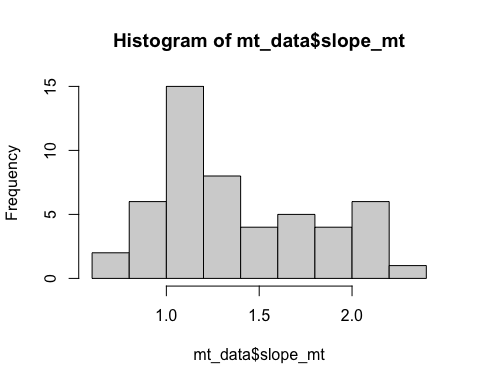 Histogram of mt_data$slope_mt
Frequency
15
10
5
0
1.0 1.5 2.0
mt_data$slope_mt